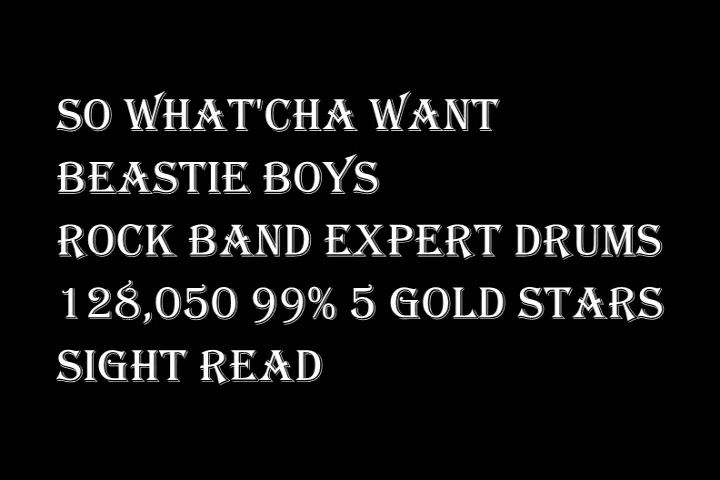 SO WHAT'CHA WANT
BEASTIE BOYS
ROCK BAND EXPERT DRUMS
128,050 99% 5 GOLD STARS
SIGHT READ